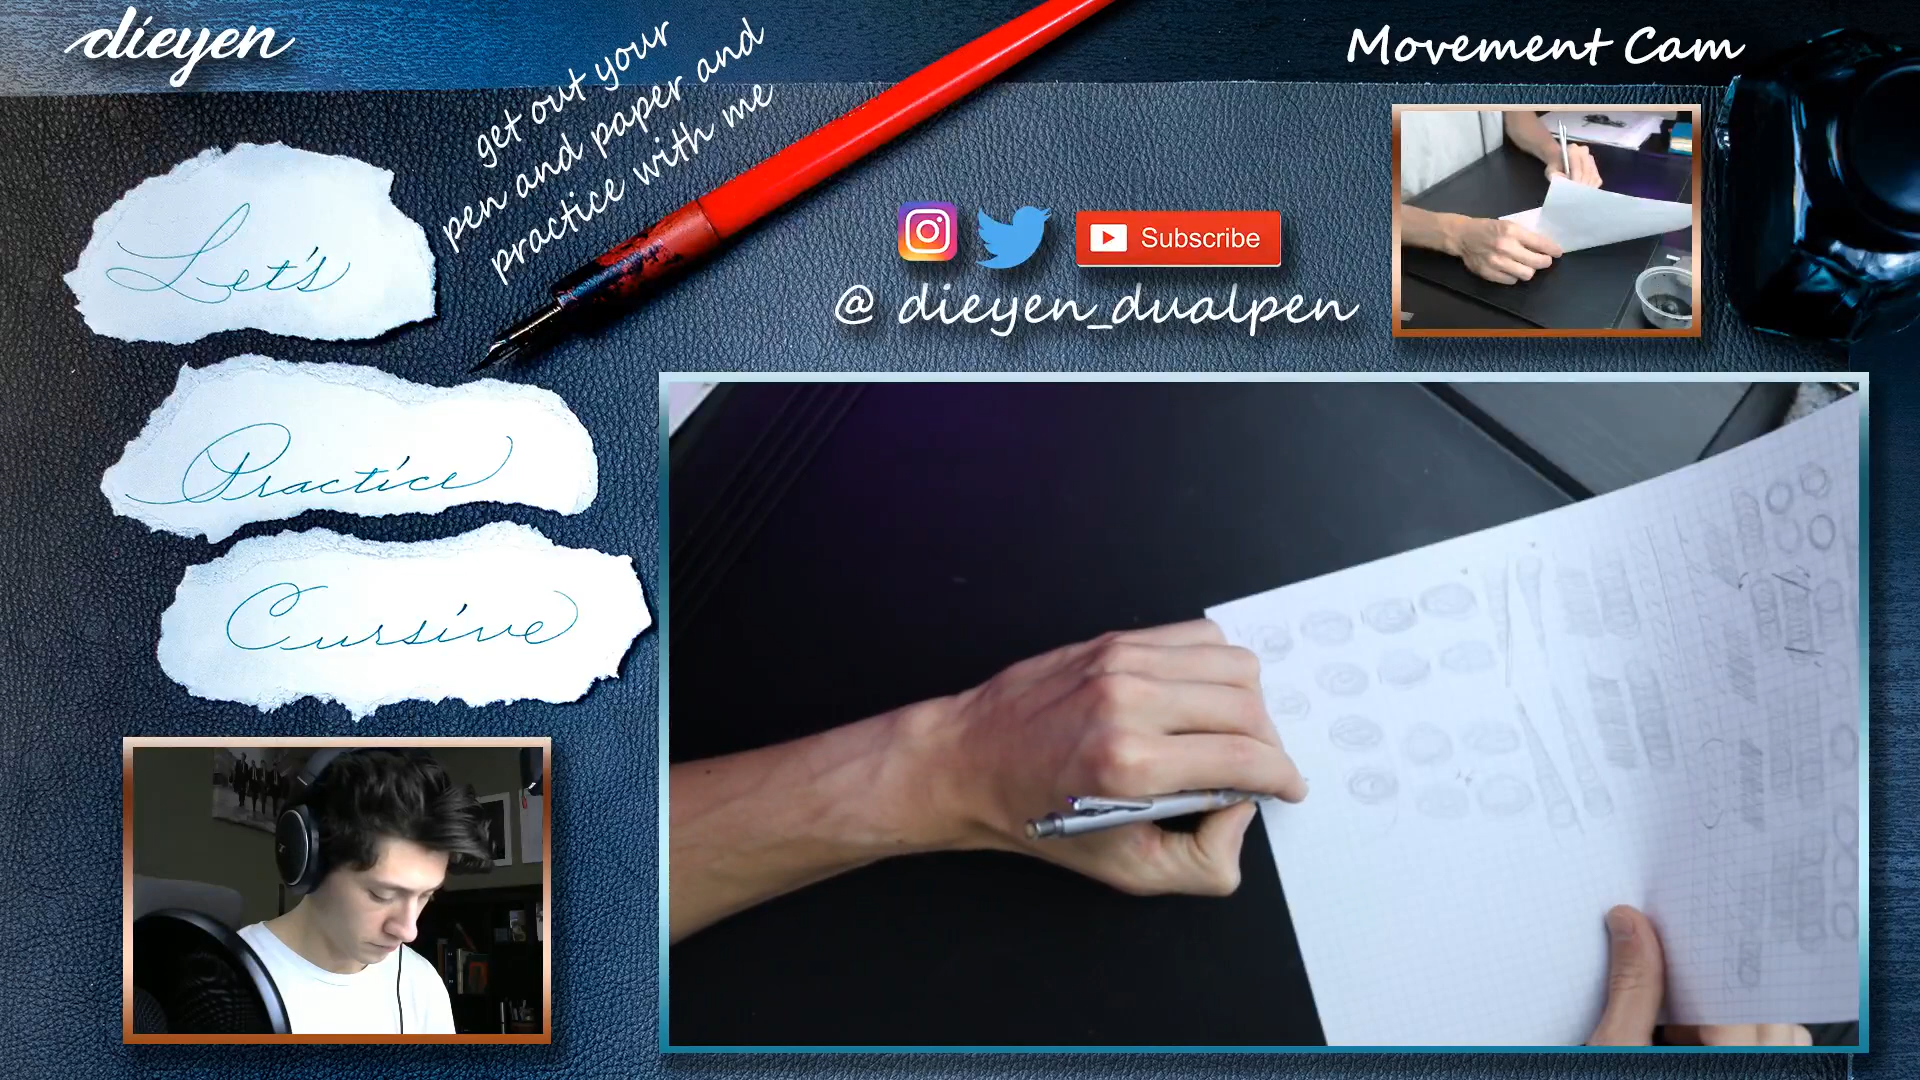 dieyen
get out your
pen and paper and
practice with me
Movement Cam
Let's
Practice
Cursive
Subscribe
@ dieyen_dualpen